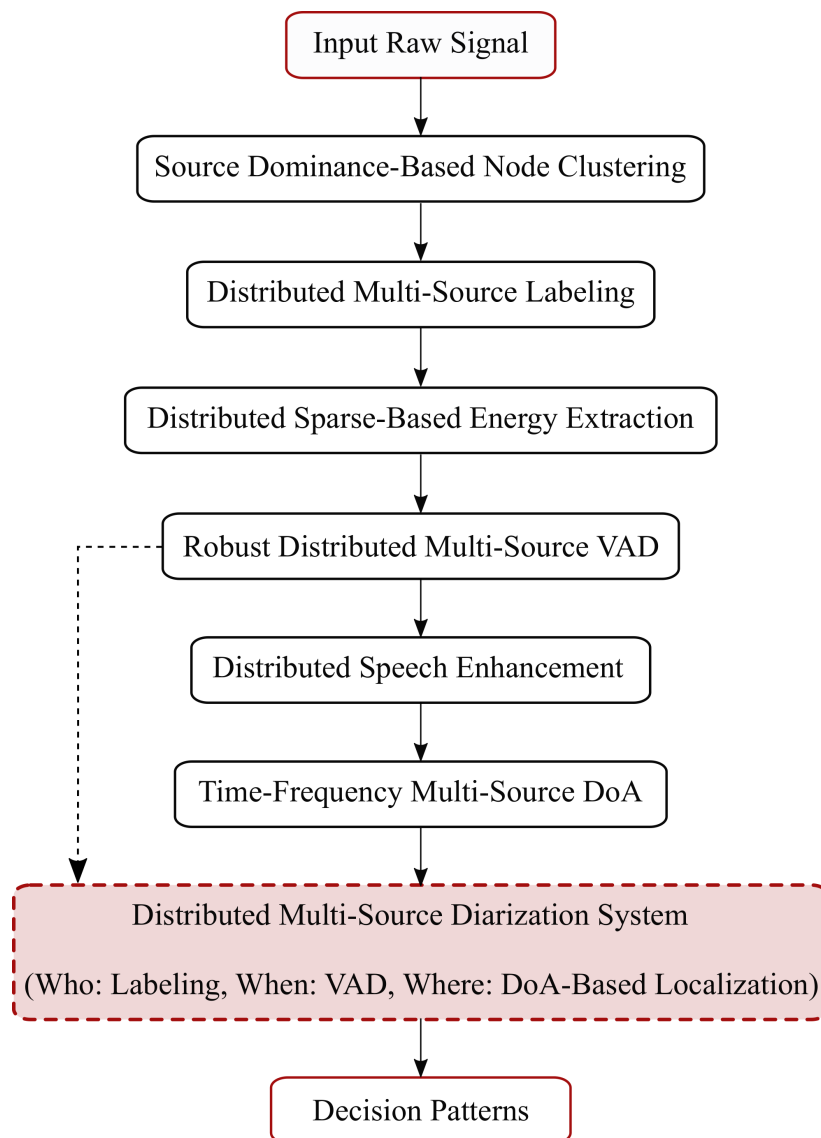 Input Raw Signal
Source Dominance-Based Node Clustering
Distributed Multi-Source Labeling
Distributed Sparse-Based Energy Extraction
Robust Distributed Multi-Source VAD
Distributed Speech Enhancement
Time-Frequency Multi-Source DoA
Distributed Multi-Source Diarization System
(Who: Labeling, When: VAD, Where: DoA-Based Localization)
Decision Patterns